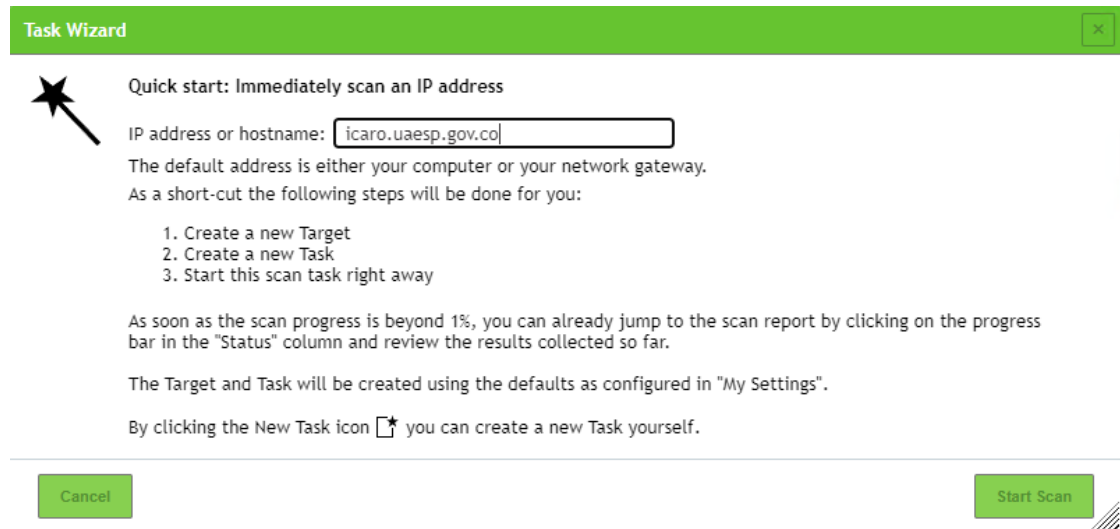 Task Wizard
×
Quick start: Immediately scan an IP address
IP address or hostname: icaro.uaesp.gov.co
The default address is either your computer or your network gateway.
As a short-cut the following steps will be done for you:
1. Create a new Target
2. Create a new Task
3. Start this scan task right away
As soon as the scan progress is beyond 1%, you can already jump to the scan report by clicking on the progress
bar in the "Status" column and review the results collected so far.
The Target and Task will be created using the defaults as configured in "My Settings".
By clicking the New Task icon you can create a new Task yourself.
Cancel
Start Scan